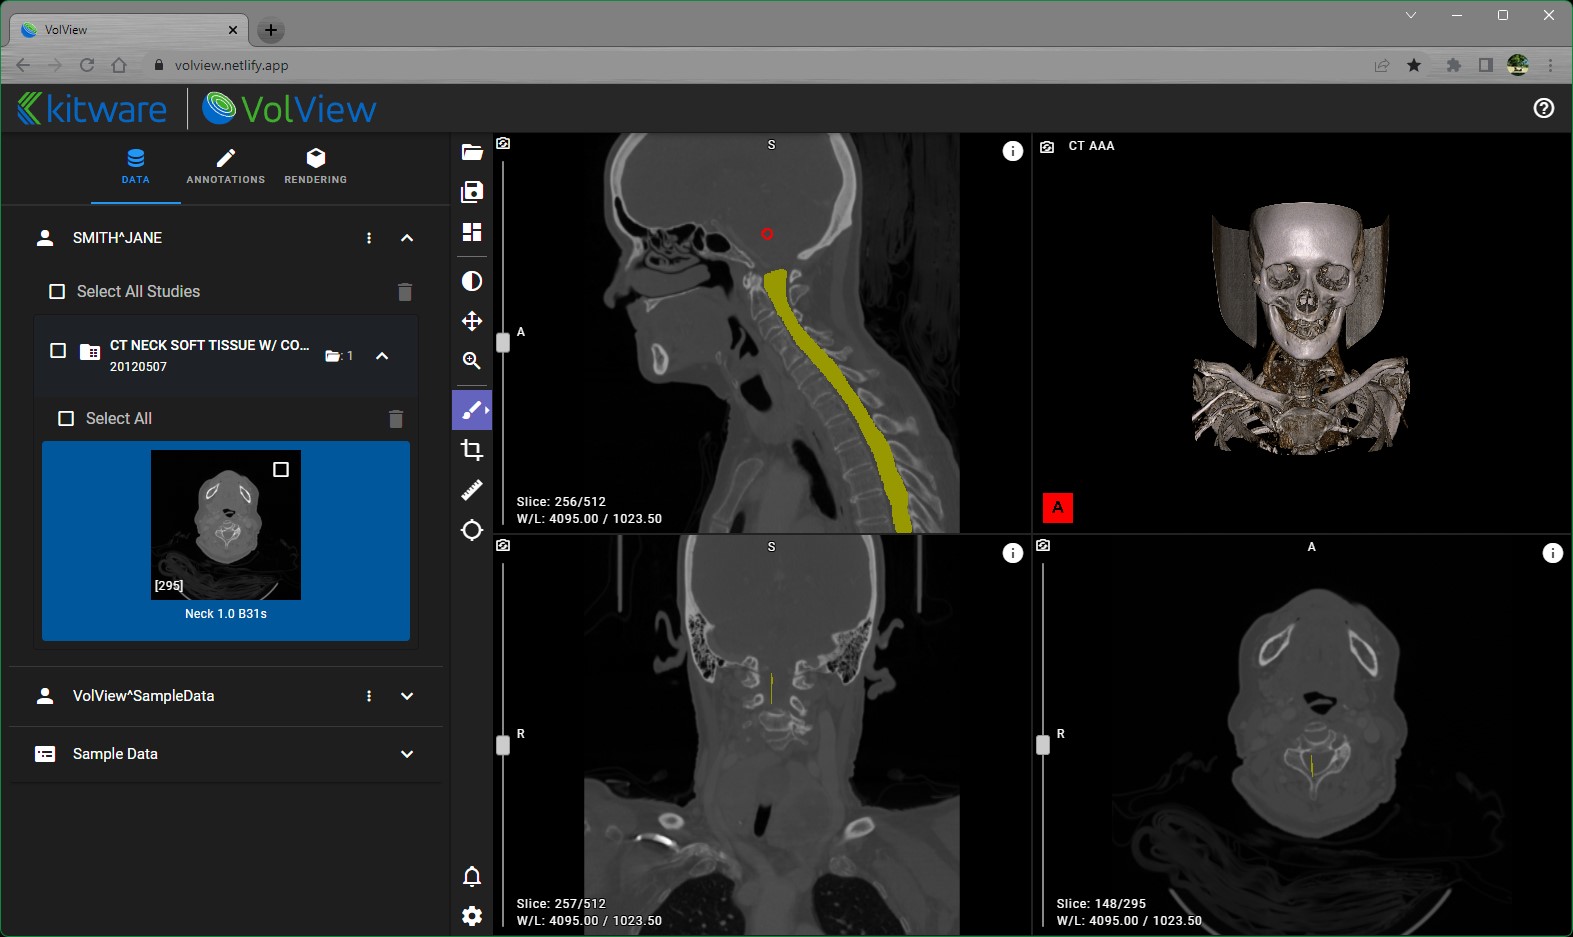 VolView
volview.netlify.app
kitware VolView
DATA
ANNOTATIONS
RENDERING
SMITH^JANE
Select All Studies
CT NECK SOFT TISSUE W/ CO...
: 1
20120507
Select All
[295]
Neck 1.0 B31s
VolView^SampleData
Sample Data
S
A
Slice: 256/512
W/L: 4095.00 / 1023.50
CT AAA
A
S
R
Slice: 257/512
W/L: 4095.00 / 1023.50
A
R
Slice: 148/295
W/L: 4095.00 / 1023.50